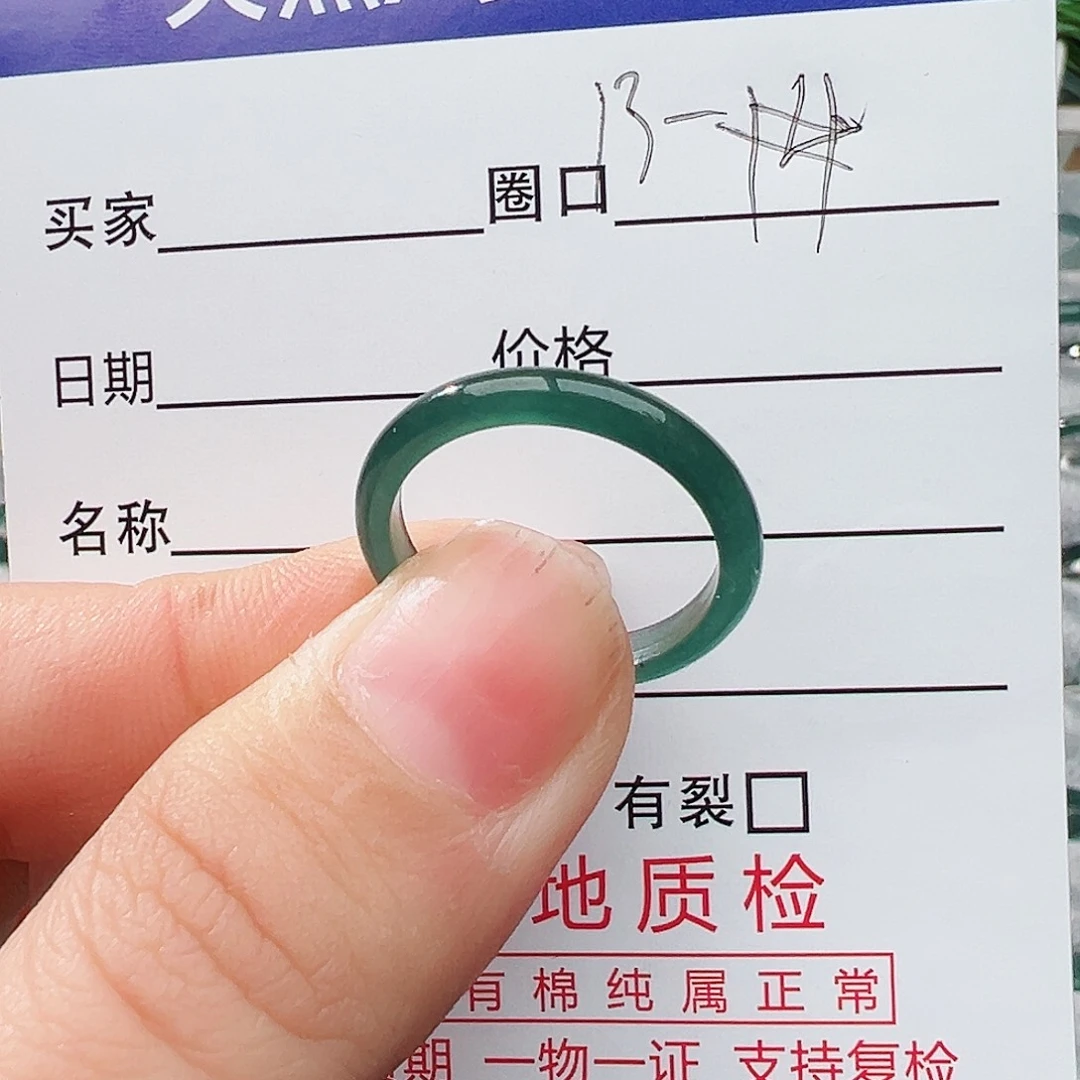 买家 圈口 13-
日期 价格
名称
有裂
地质检
有棉纯属正常
期 一物一证 支持复检